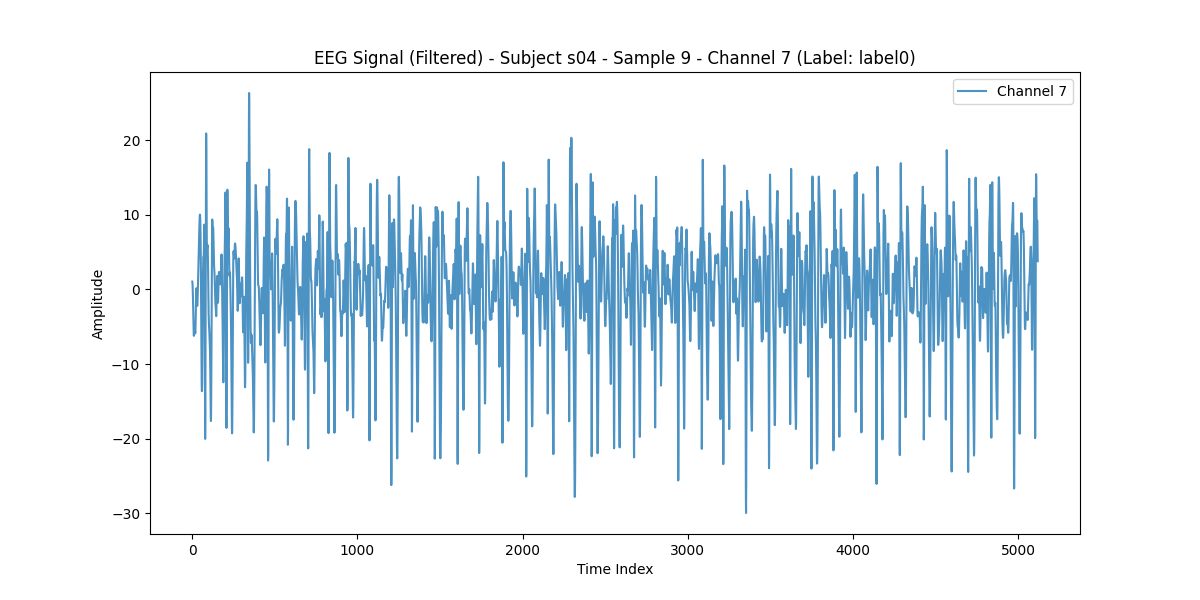 EEG Signal (Filtered) - Subject s04 - Sample 9 - Channel 7 (Label: label0)
Channel 7
20
10
0
−10
−20
−30
Amplitude
0 1000 2000 3000 4000 5000
Time Index